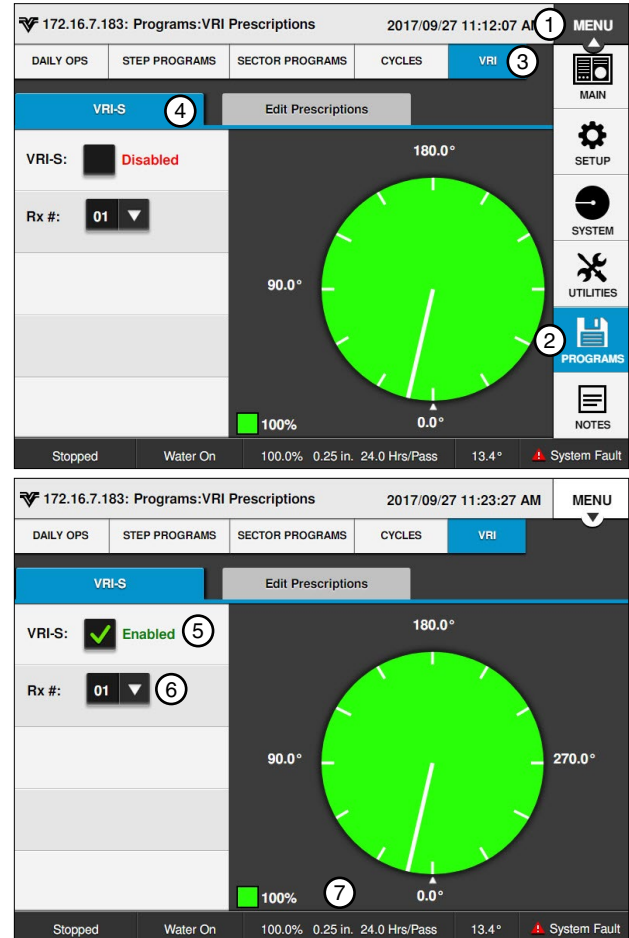 172.16.7.183: Programs:VRI Prescriptions 2017/09/27 11:12:07 1 MENU
DAILY OPS STEP PROGRAMS SECTOR PROGRAMS CYCLES VRI 3
MAIN
VRI-S 4 Edit Prescriptions
SETUP
VRI-S: Disabled
180.0°
Rx #: 01
SYSTEM
90.0°
UTILITIES
2
PROGRAMS
100% 0.0°
NOTES
Stopped Water On 100.0% 0.25 in. 24.0 Hrs/Pass 13.4° System Fault
172.16.7.183: Programs:VRI Prescriptions 2017/09/27 11:23:27 AM MENU
DAILY OPS STEP PROGRAMS SECTOR PROGRAMS CYCLES VRI
VRI-S Edit Prescriptions
VRI-S: Enabled 5
180.0°
Rx #: 01 6
90.0° 270.0°
100% 7 0.0°
Stopped Water On 100.0% 0.25 in. 24.0 Hrs/Pass 13.4° System Fault